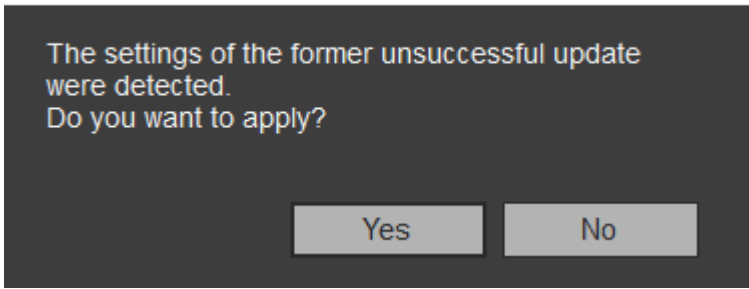 The settings of the former unsuccessful update
were detected.
Do you want to apply?
Yes
No